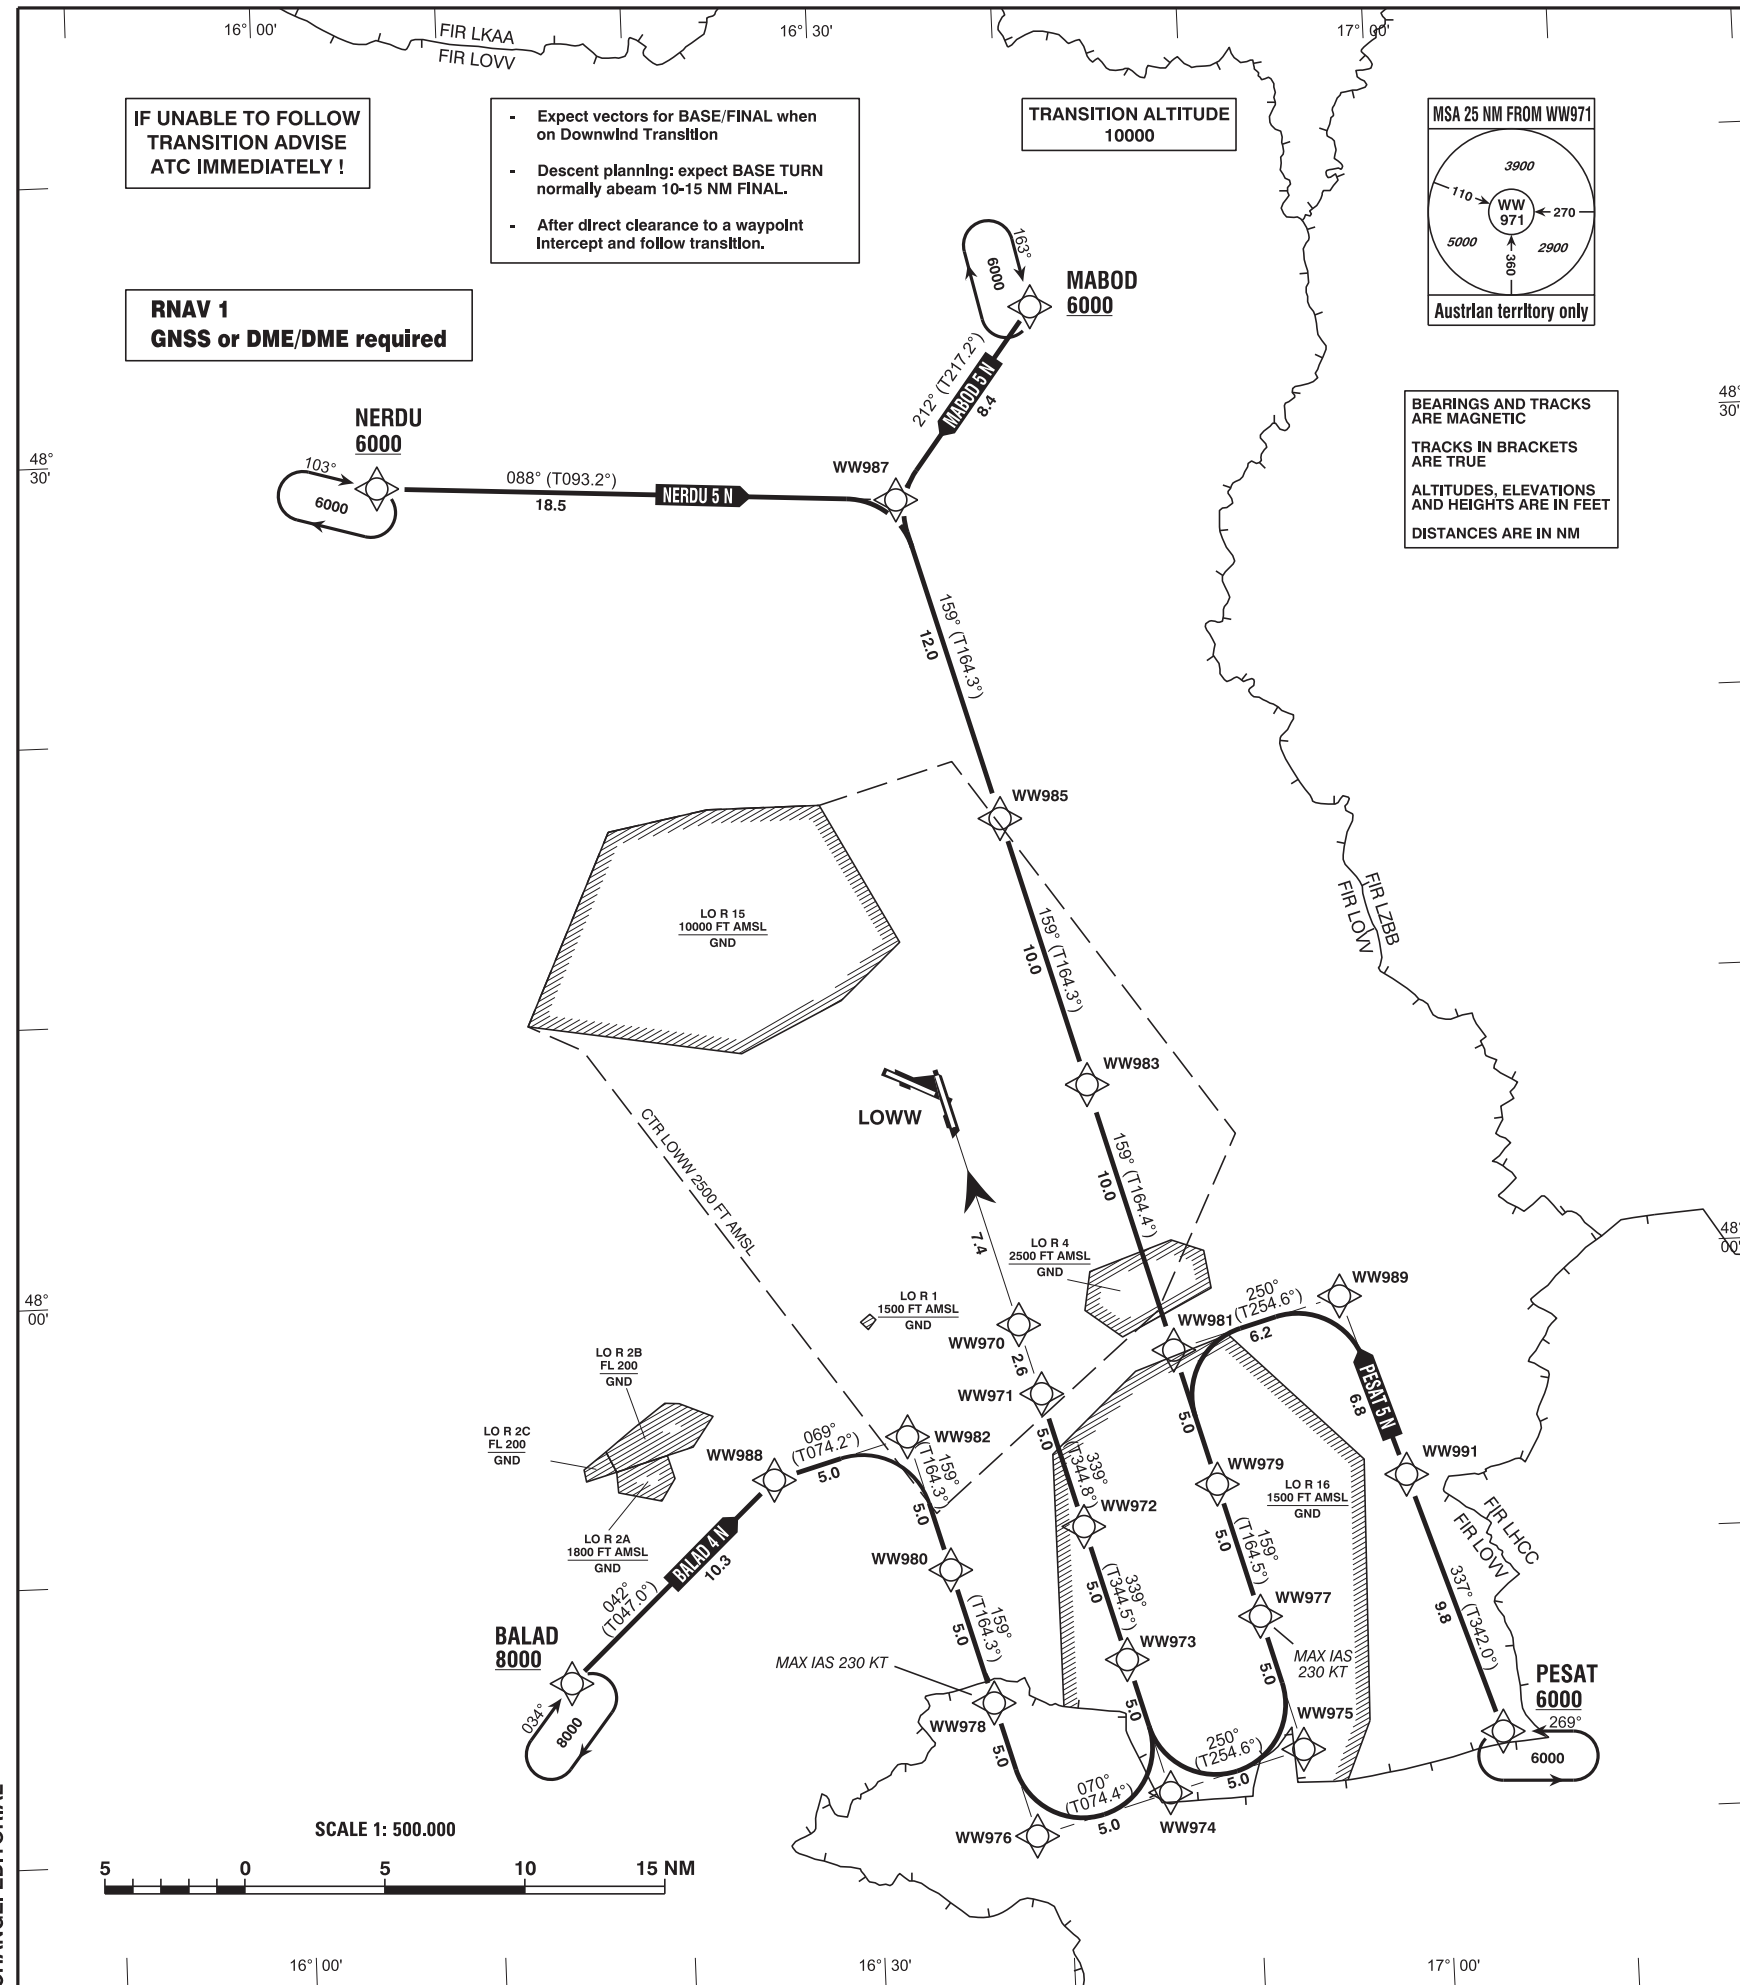 16° 00'
16° 30'
17° 00'
FIR LKAA
FIR LOVV
IF UNABLE TO FOLLOW
TRANSITION ADVISE
ATC IMMEDIATELY !
- Expect vectors for BASE/FINAL when
on Downwind Transition
- Descent planning: expect BASE TURN
normally abeam 10-15 NM FINAL.
- After direct clearance to a waypoint
Intercept and follow transition.
TRANSITION ALTITUDE
10000
MSA 25 NM FROM WW971
3900
110
WW
971
270
5000
2900
360
Austrian territory only
RNAV 1
GNSS or DME/DME required
163°
6000
MABOD
6000
212° (T217.2°)
MABOD 5 N
8.4
BEARINGS AND TRACKS
ARE MAGNETIC
TRACKS IN BRACKETS
ARE TRUE
ALTITUDES, ELEVATIONS
AND HEIGHTS ARE IN FEET
DISTANCES ARE IN NM
48°
30'
NERDU
6000
103°
6000
48°
30'
088° (T093.2°)
18.5
NERDU 5 N
WW987
159° (T164.3°)
12.0
WW985
LO R 15
10000 FT AMSL
GND
159° (T164.3°)
10.0
FIR LZBB
FIR LOVV
WW983
LOWW
CTR LOWW 2500 FT AMSL
159° (T164.4°)
10.0
7.4
LO R 4
2500 FT AMSL
GND
48°
00'
48°
00'
LO R 1
1500 FT AMSL
GND
WW970
2.6
WW971
WW981
250°
(T254.6°)
6.2
WW989
PESAT 5 N
6.8
WW991
LO R 2B
FL 200
GND
LO R 2C
FL 200
GND
LO R 2A
1800 FT AMSL
GND
WW988
069°
(T074.2°)
5.0
WW982
159°
(T164.3°)
5.0
5.0
339°
(T344.8°)
WW972
5.0
WW979
LO R 16
1500 FT AMSL
GND
BALAD 4 N
10.3
042°
(T047.0°)
WW980
159°
(T164.3°)
5.0
339°
(T344.5°)
5.0
WW973
159°
(T164.5°)
5.0
WW977
MAX IAS
230 KT
5.0
FIR LHCC
FIR LOVV
337° (T342.0°)
9.8
BALAD
8000
034°
8000
MAX IAS 230 KT
WW978
5.0
5.0
WW975
250°
(T254.6°)
5.0
PESAT
6000
269°
6000
070°
(T074.4°)
5.0
WW976
WW974
SCALE 1: 500.000
5 0 5 10 15 NM
16° 00'
16° 30'
17° 00'